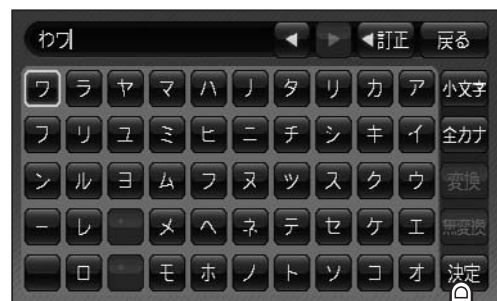 わワ ◀ ▶ ◀訂正 戻る
ワ ラ ヤ マ ハ ノ タ リ カ ア 小文字
フ リ ユ ミ ヒ ニ チ シ キ イ 全カナ
ン ル ヨ ム フ ヌ ツ ス ク ウ 変換
ー レ メ ヘ ネ テ セ ケ エ 無変換
ロ モ ホ ノ ト ソ コ オ 決定